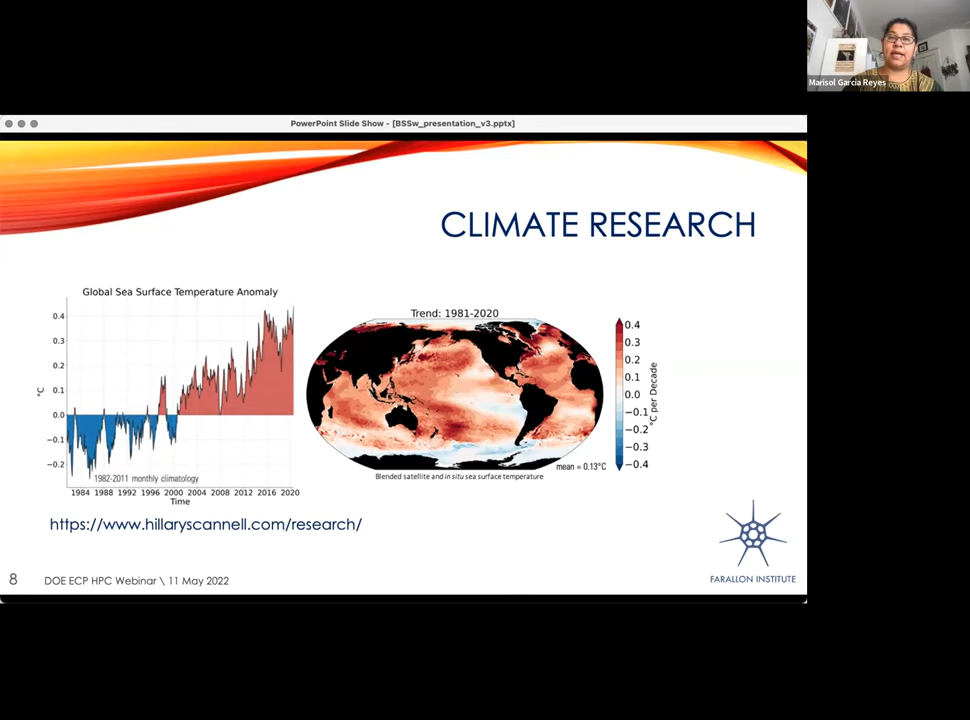 Marisol Garcia Reyes
PowerPoint Slide Show - [BSSw_presentation_v3.pptx]
CLIMATE RESEARCH
Global Sea Surface Temperature Anomaly
°C
0.4
0.3
0.2
0.1
0.0
−0.1
−0.2
1982-2011 monthly climatology
1984 1988 1992 1996 2000 2004 2008 2012 2016 2020
Time
Trend: 1981-2020
mean = 0.13°C
Blended satellite and in situ sea surface temperature
0.4
0.3
0.2
0.1
0.0
−0.1
−0.2
−0.3
−0.4
°C per Decade
https://www.hillaryscannell.com/research/
FARALLON INSTITUTE
8 DOE ECP HPC Webinar \ 11 May 2022